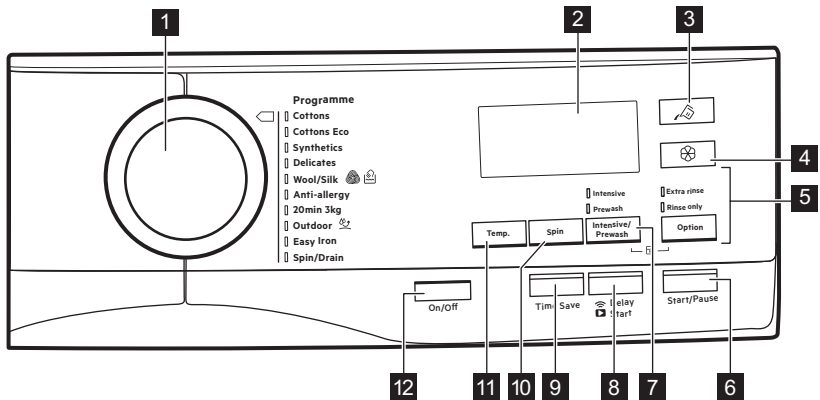 1
2
3
4
5
Programme
Cottons
Cottons Eco
Synthetics
Delicates
Wool/Silk
Anti-allergy
20min 3kg
Outdoor
Easy Iron
Spin/Drain
Intensive
Prewash
Extra rinse
Rinse only
Temp.
Spin
Intensive/
Prewash
Option
On/Off
Time Save
Delay
Start
Start/Pause
12
11
10
9
8
7
6